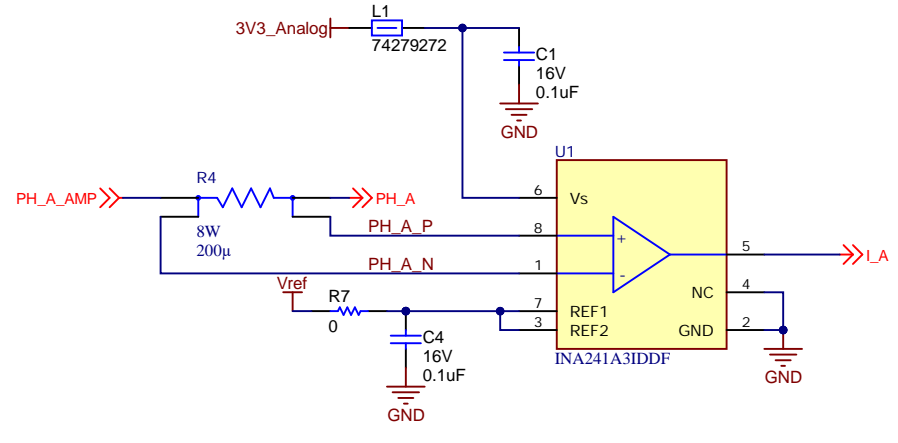 L1
3V3_Analog
74279272
C1
16V
0.1uF
GND
U1
R4
6
Vs
PH_A_AMP
PH_A
8W
200µ
PH_A_P
8
+
5
I_A
PH_A_N
1
-
Vref
R7
0
NC
4
7
REF1
3
REF2
GND
2
C4
16V
0.1uF
INA241A3IDDF
GND
GND